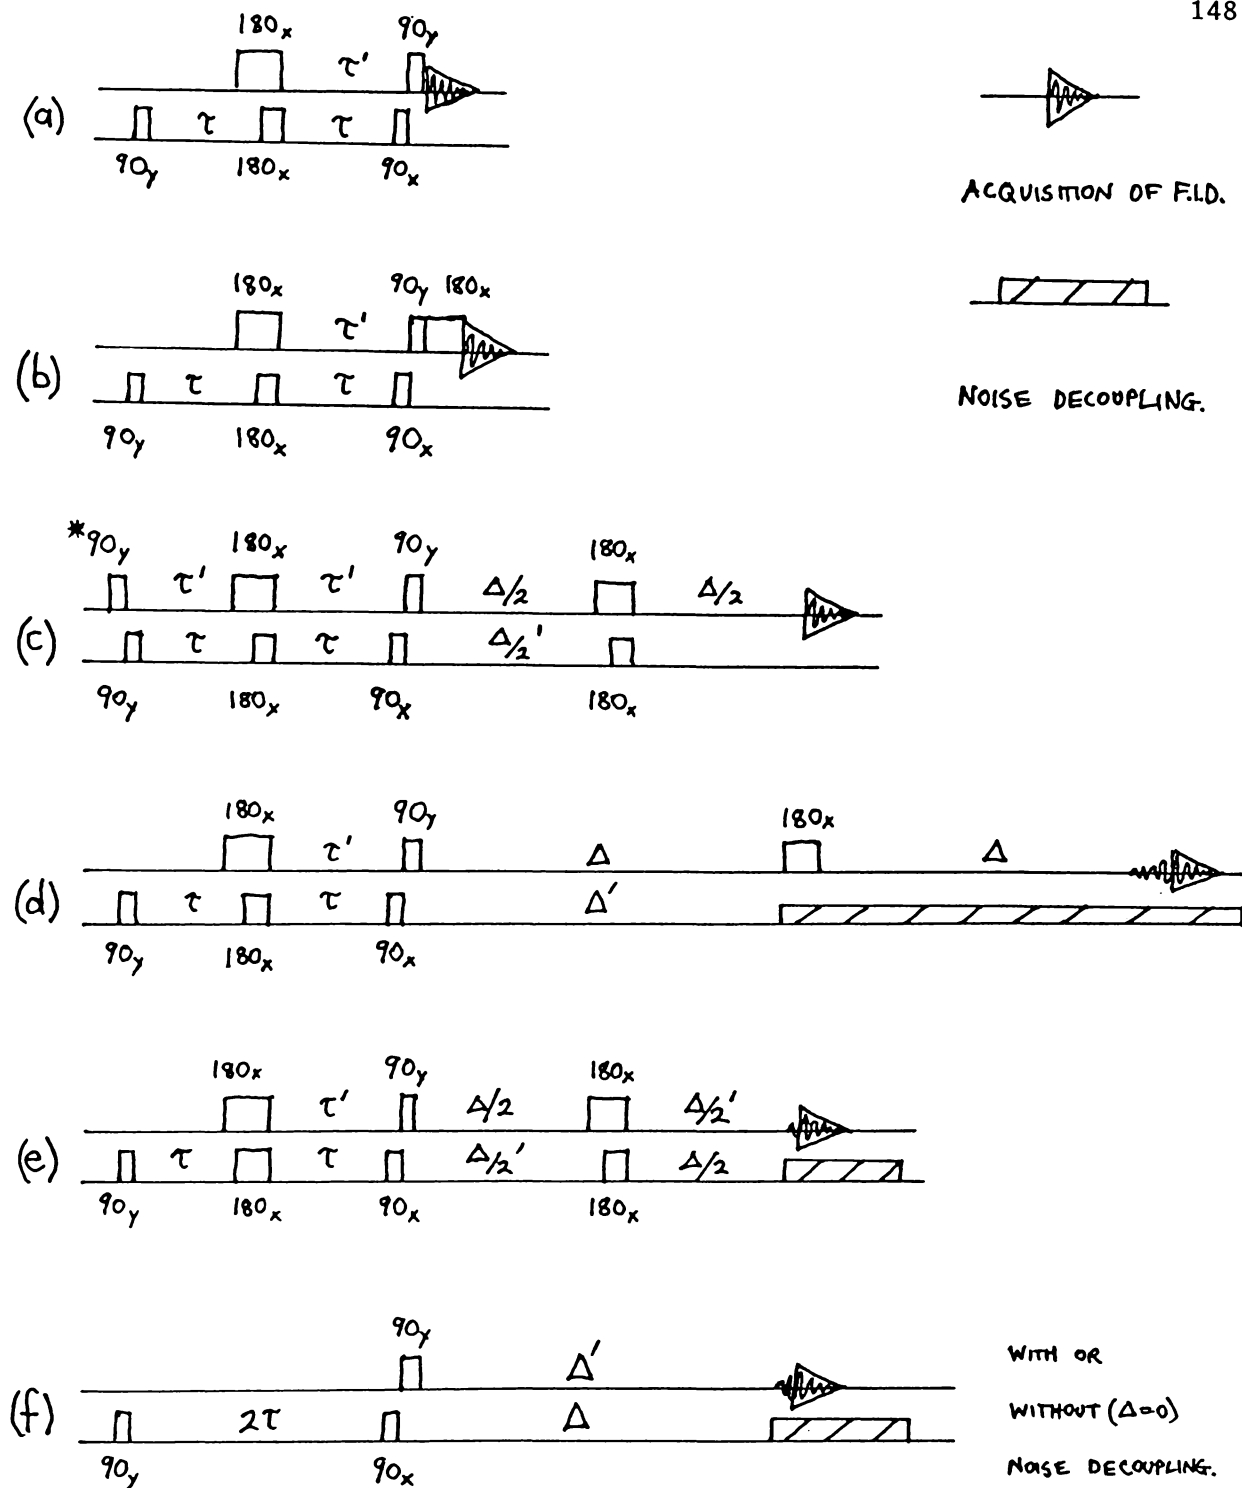 148
180x 90y
τ'
(a)
τ τ
90y 180x 90x
ACQUISITION OF F.I.D.
180x 90y 180x
τ'
(b)
τ τ
90y 180x 90x
NOISE DECOUPLING.
*90y 180x 90y 180x
τ' τ' Δ/2 Δ/2
(c)
τ τ Δ/2'
90y 180x 90x 180x
180x 90y 180x
τ' Δ Δ
(d)
τ τ Δ'
90y 180x 90x
180x 90y 180x
τ' Δ/2 Δ/2'
(e)
τ τ Δ/2' Δ/2
90y 180x 90x 180x
90y
Δ'
(f)
2τ Δ
90y 90x
WITH OR
WITHOUT (Δ=0)
NOISE DECOUPLING.